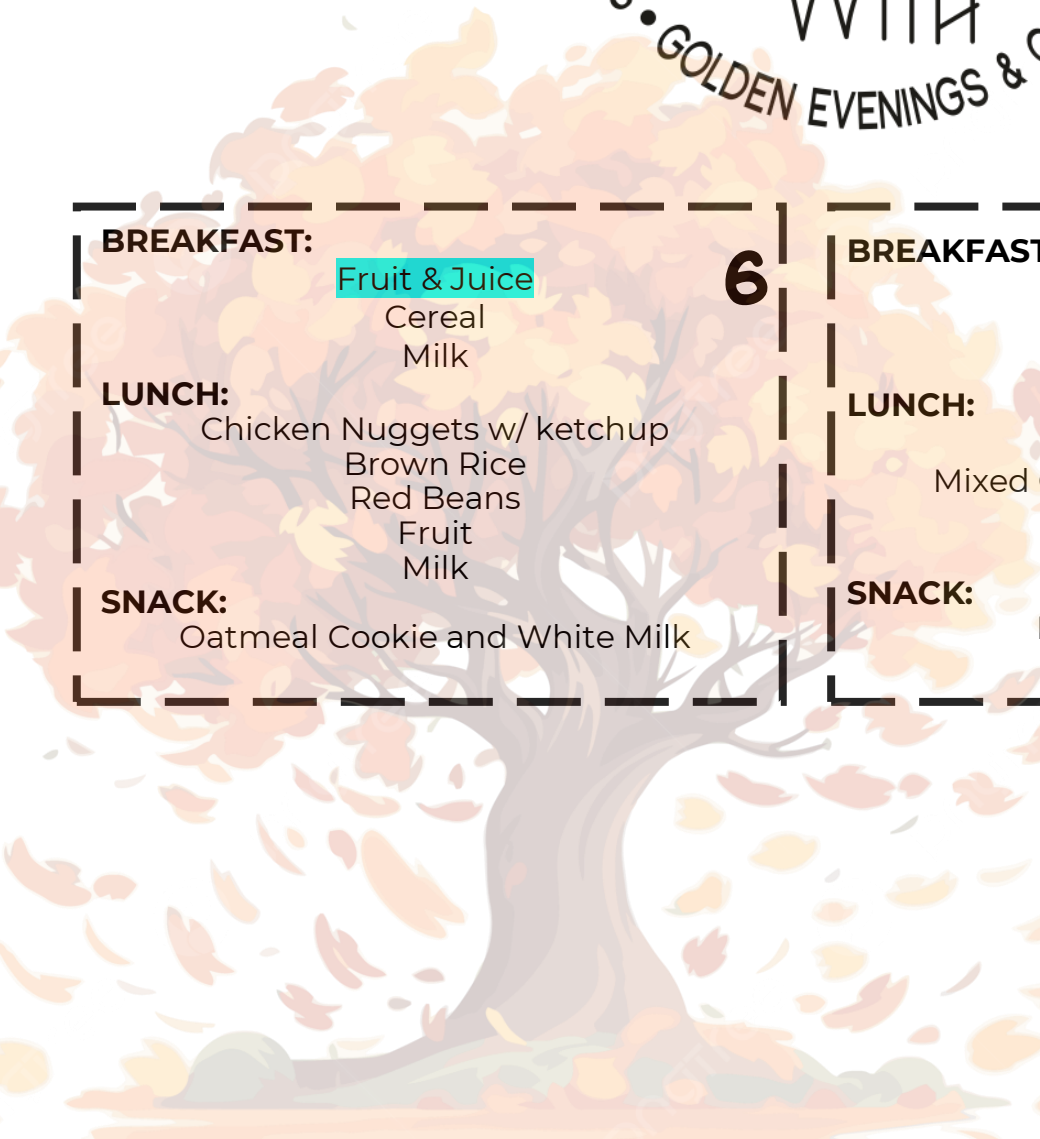 WITH
• GOLDEN EVENINGS &
BREAKFAST:
6
Fruit & Juice
Cereal
Milk
LUNCH:
Chicken Nuggets w/ ketchup
Brown Rice
Red Beans
Fruit
Milk
SNACK:
Oatmeal Cookie and White Milk
BREAKFAST
LUNCH:
Mixed
SNACK: